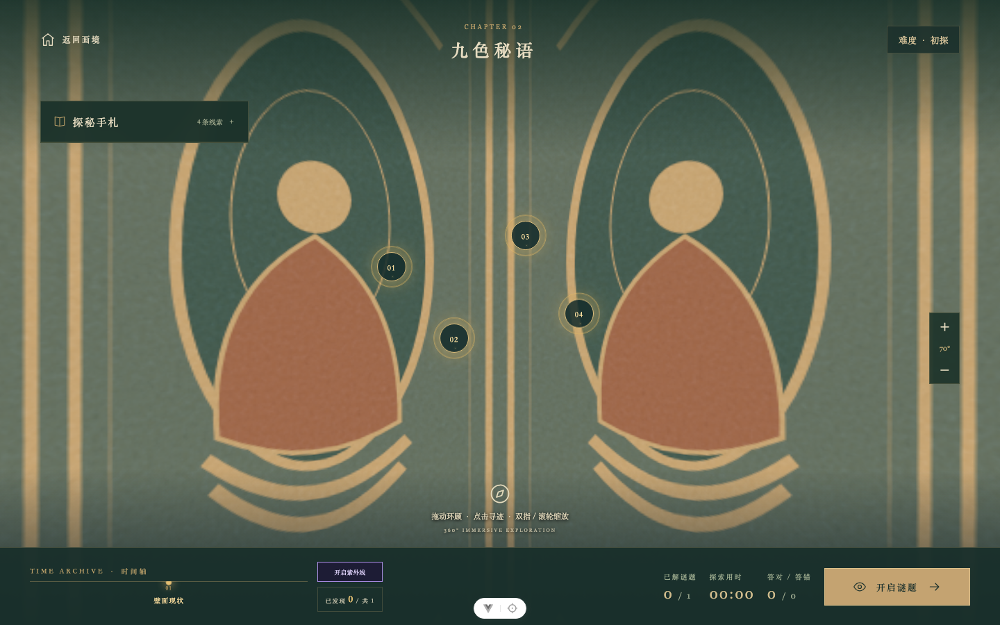 返回画境
CHAPTER 02
九色秘语
难度 · 初探
探秘手札
4 条线索 +
03
01
04
02
+
70°
−
拖动环顾 · 点击寻迹 · 双指 / 滚轮缩放
360° IMMERSIVE EXPLORATION
TIME ARCHIVE · 时间轴
01
壁面现状
开启紫外线
已发现 0 / 共 1
已解谜题
0 / 1
探索用时
00:00
答对 / 答错
0 / 0
开启谜题